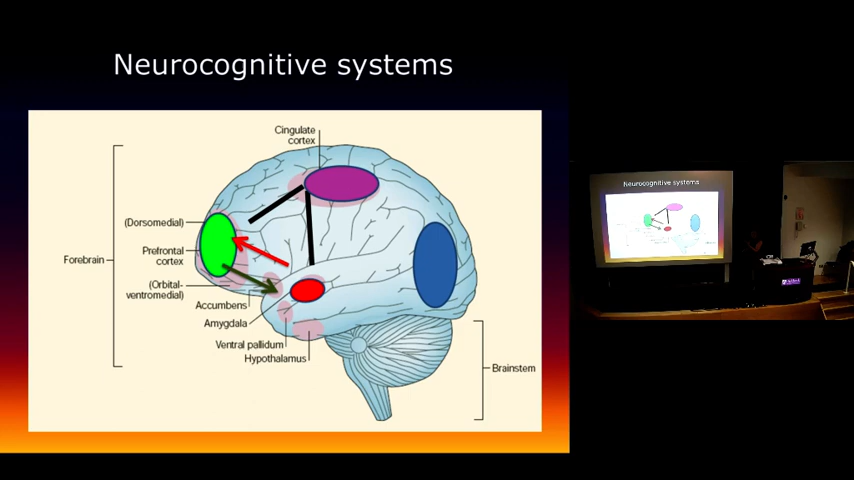 Neurocognitive systems
Cingulate
cortex
(Dorsomedial)
Prefrontal
cortex
Forebrain
(Orbital-
ventromedial)
Accumbens
Amygdala
Ventral pallidum
Hypothalamus
Brainstem
Neurocognitive systems